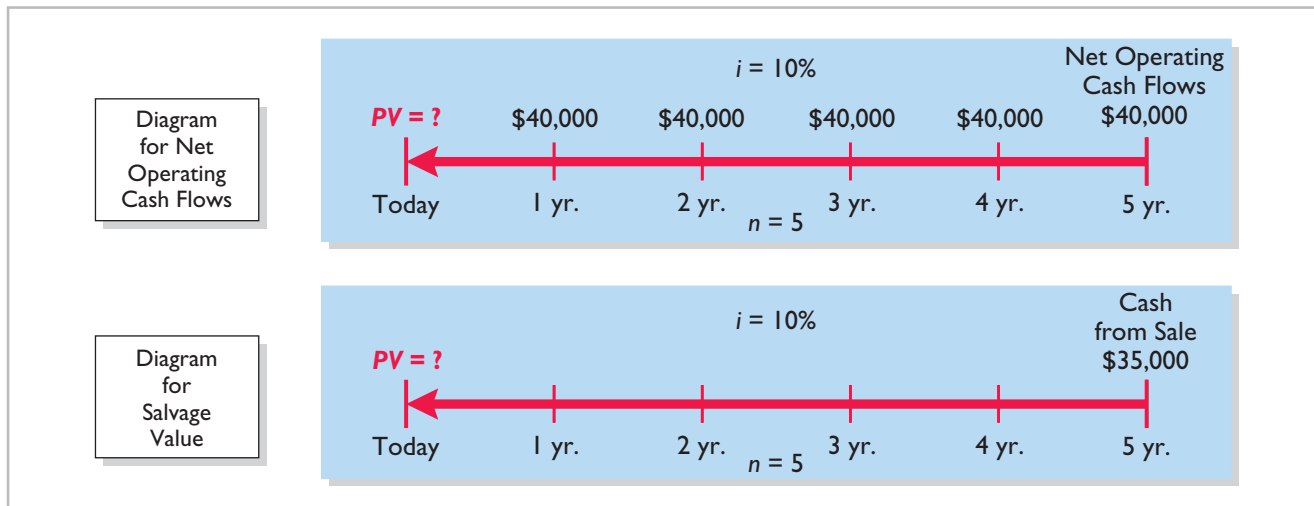 Diagram
for Net
Operating
Cash Flows
i = 10%
Net Operating
Cash Flows
PV = ?
$40,000
$40,000
$40,000
$40,000
$40,000
Today
1 yr.
2 yr.
3 yr.
4 yr.
5 yr.
n = 5
Diagram
for
Salvage
Value
i = 10%
Cash
from Sale
PV = ?
$35,000
Today
1 yr.
2 yr.
3 yr.
4 yr.
5 yr.
n = 5